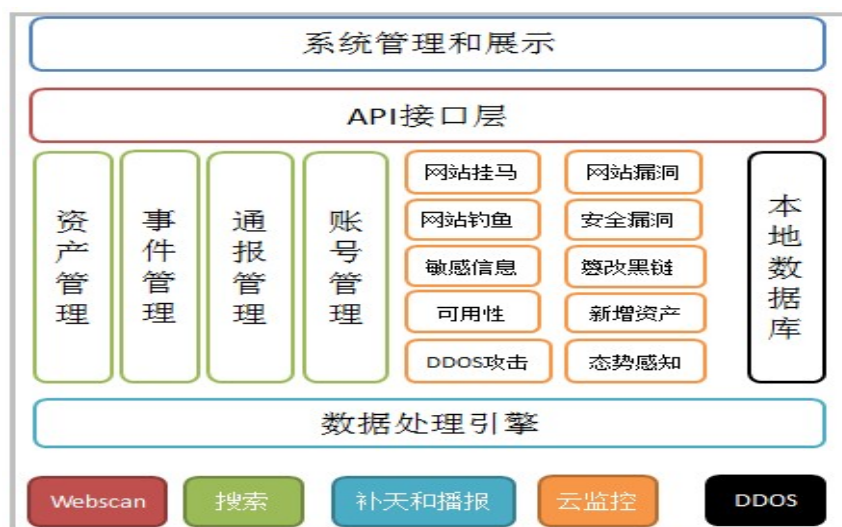 系统管理和展示
API接口层
资产管理
事件管理
通报管理
账号管理
网站挂马
网站漏洞
网站钓鱼
安全漏洞
敏感信息
篡改黑链
可用性
新增资产
DDOS攻击
态势感知
本地数据库
数据处理引擎
Webscan
搜索
补天和播报
云监控
DDOS